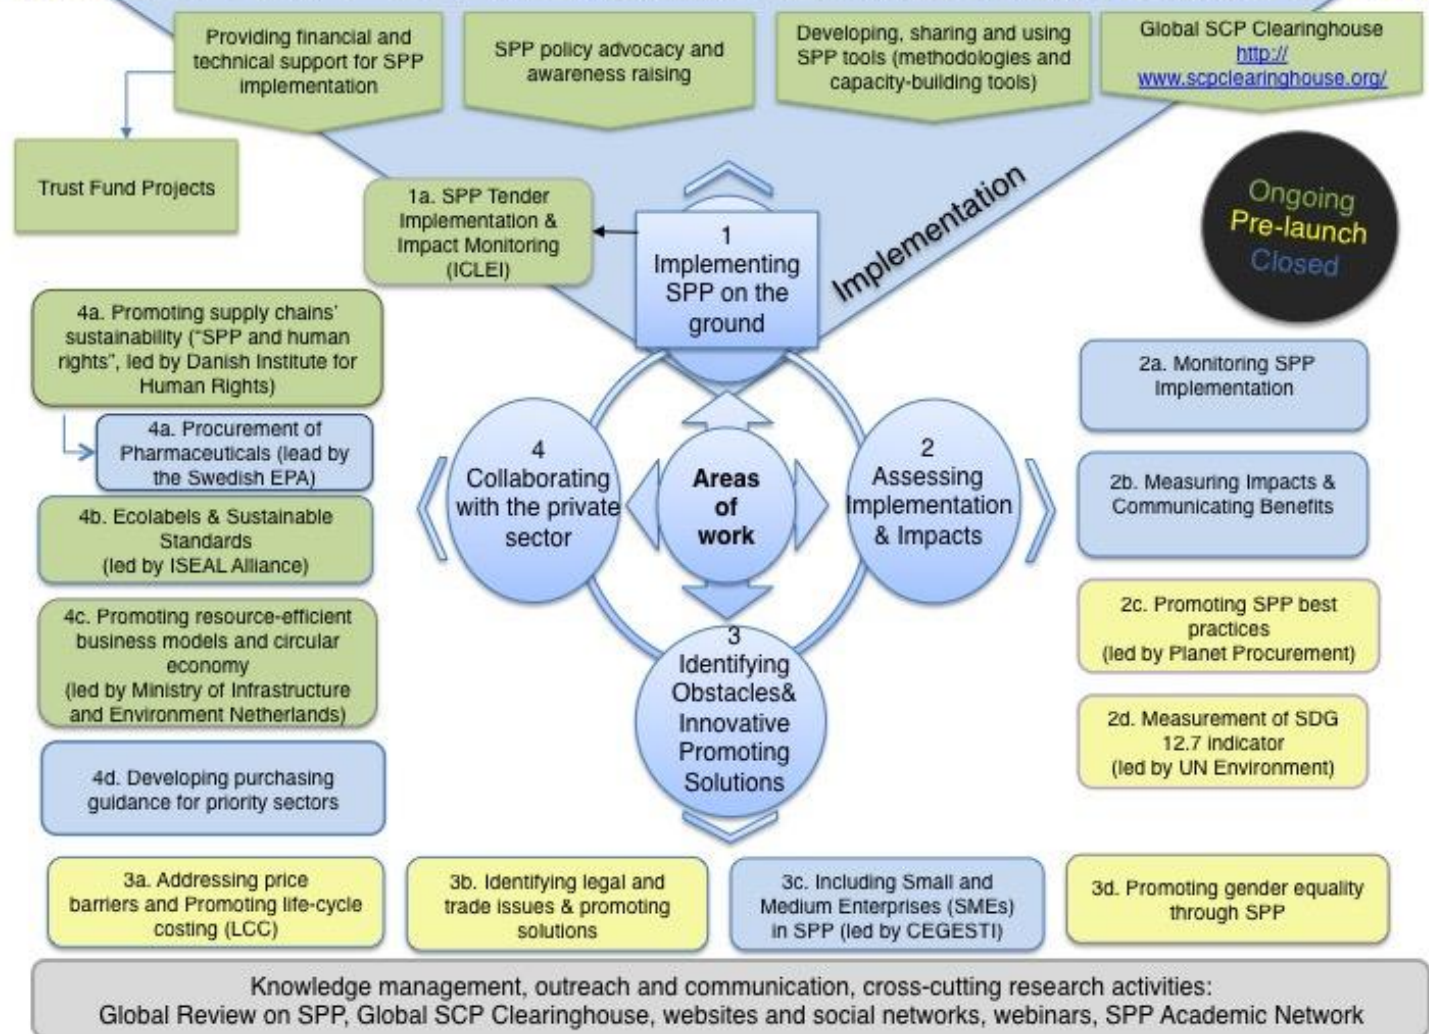 Providing financial and
technical support for SPP
implementation
SPP policy advocacy and
awareness raising
Developing, sharing and using
SPP tools (methodologies and
capacity-building tools)
Global SCP Clearinghouse
http://
www.scpclearinghouse.org/
Trust Fund Projects
1a. SPP Tender
Implementation &
Impact Monitoring
(ICLEI)
1
Implementing
SPP on the
ground
Implementation
Ongoing
Pre-launch
Closed
4a. Promoting supply chains'
sustainability ("SPP and human
rights", led by Danish Institute for
Human Rights)
4a. Procurement of
Pharmaceuticals (lead by
the Swedish EPA)
4b. Ecolabels & Sustainable
Standards
(led by ISEAL Alliance)
4c. Promoting resource-efficient
business models and circular
economy
(led by Ministry of Infrastructure
and Environment Netherlands)
4d. Developing purchasing
guidance for priority sectors
4
Collaborating
with the private
sector
Areas
of
work
2
Assessing
Implementation
& Impacts
3
Identifying
Obstacles&
Innovative
Promoting
Solutions
2a. Monitoring SPP
Implementation
2b. Measuring Impacts &
Communicating Benefits
2c. Promoting SPP best
practices
(led by Planet Procurement)
2d. Measurement of SDG
12.7 indicator
(led by UN Environment)
3a. Addressing price
barriers and Promoting life-cycle
costing (LCC)
3b. Identifying legal and
trade issues & promoting
solutions
3c. Including Small and
Medium Enterprises (SMEs)
in SPP (led by CEGESTI)
3d. Promoting gender equality
through SPP
Knowledge management, outreach and communication, cross-cutting research activities:
Global Review on SPP, Global SCP Clearinghouse, websites and social networks, webinars, SPP Academic Network